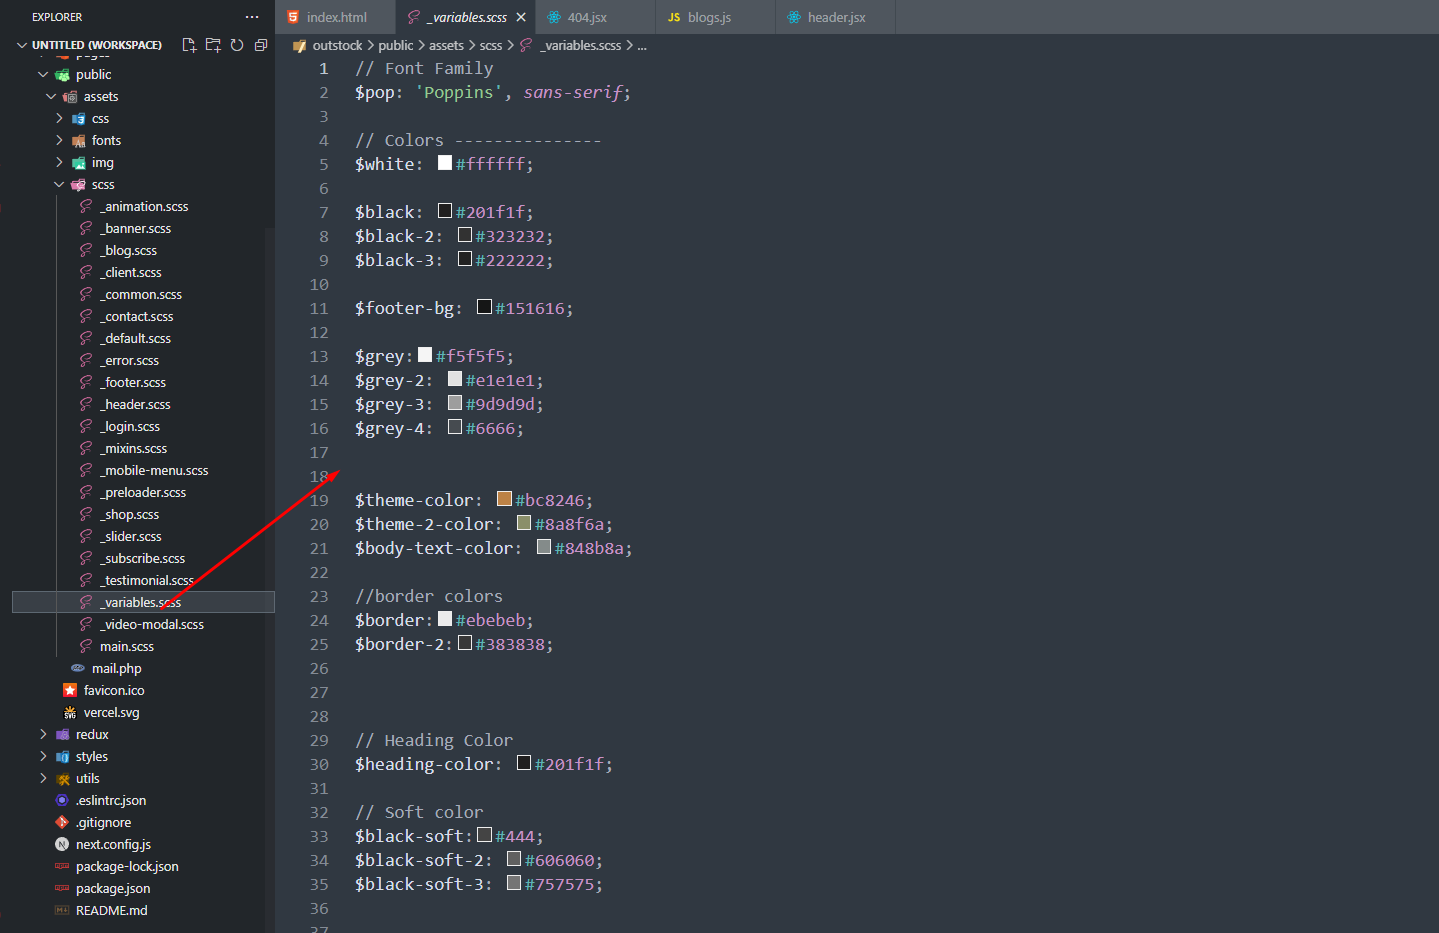 EXPLORER
UNTITLED (WORKSPACE)
pages
public
assets
css
fonts
img
scss
_animation.scss
_banner.scss
_blog.scss
_client.scss
_common.scss
_contact.scss
_default.scss
_error.scss
_footer.scss
_header.scss
_login.scss
_mixins.scss
_mobile-menu.scss
_preloader.scss
_shop.scss
_slider.scss
_subscribe.scss
_testimonial.scss
_variables.scss
_video-modal.scss
main.scss
mail.php
favicon.ico
vercel.svg
redux
styles
utils
.eslintrc.json
.gitignore
next.config.js
package-lock.json
package.json
README.md
index.html
_variables.scss
404.jsx
JS blogs.js
header.jsx
outstock > public > assets > scss > _variables.scss > ...
1 // Font Family
2 $pop: 'Poppins', sans-serif;
3
4 // Colors ---------------
5 $white: #ffffff;
6
7 $black: #201f1f;
8 $black-2: #323232;
9 $black-3: #222222;
10
11 $footer-bg: #151616;
12
13 $grey: #f5f5f5;
14 $grey-2: #e1e1e1;
15 $grey-3: #9d9d9d;
16 $grey-4: #6666;
17
18
19 $theme-color: #bc8246;
20 $theme-2-color: #8a8f6a;
21 $body-text-color: #848b8a;
22
23 //border colors
24 $border: #ebebeb;
25 $border-2: #383838;
26
27
28
29 // Heading Color
30 $heading-color: #201f1f;
31
32 // Soft color
33 $black-soft: #444;
34 $black-soft-2: #606060;
35 $black-soft-3: #757575;
36
37